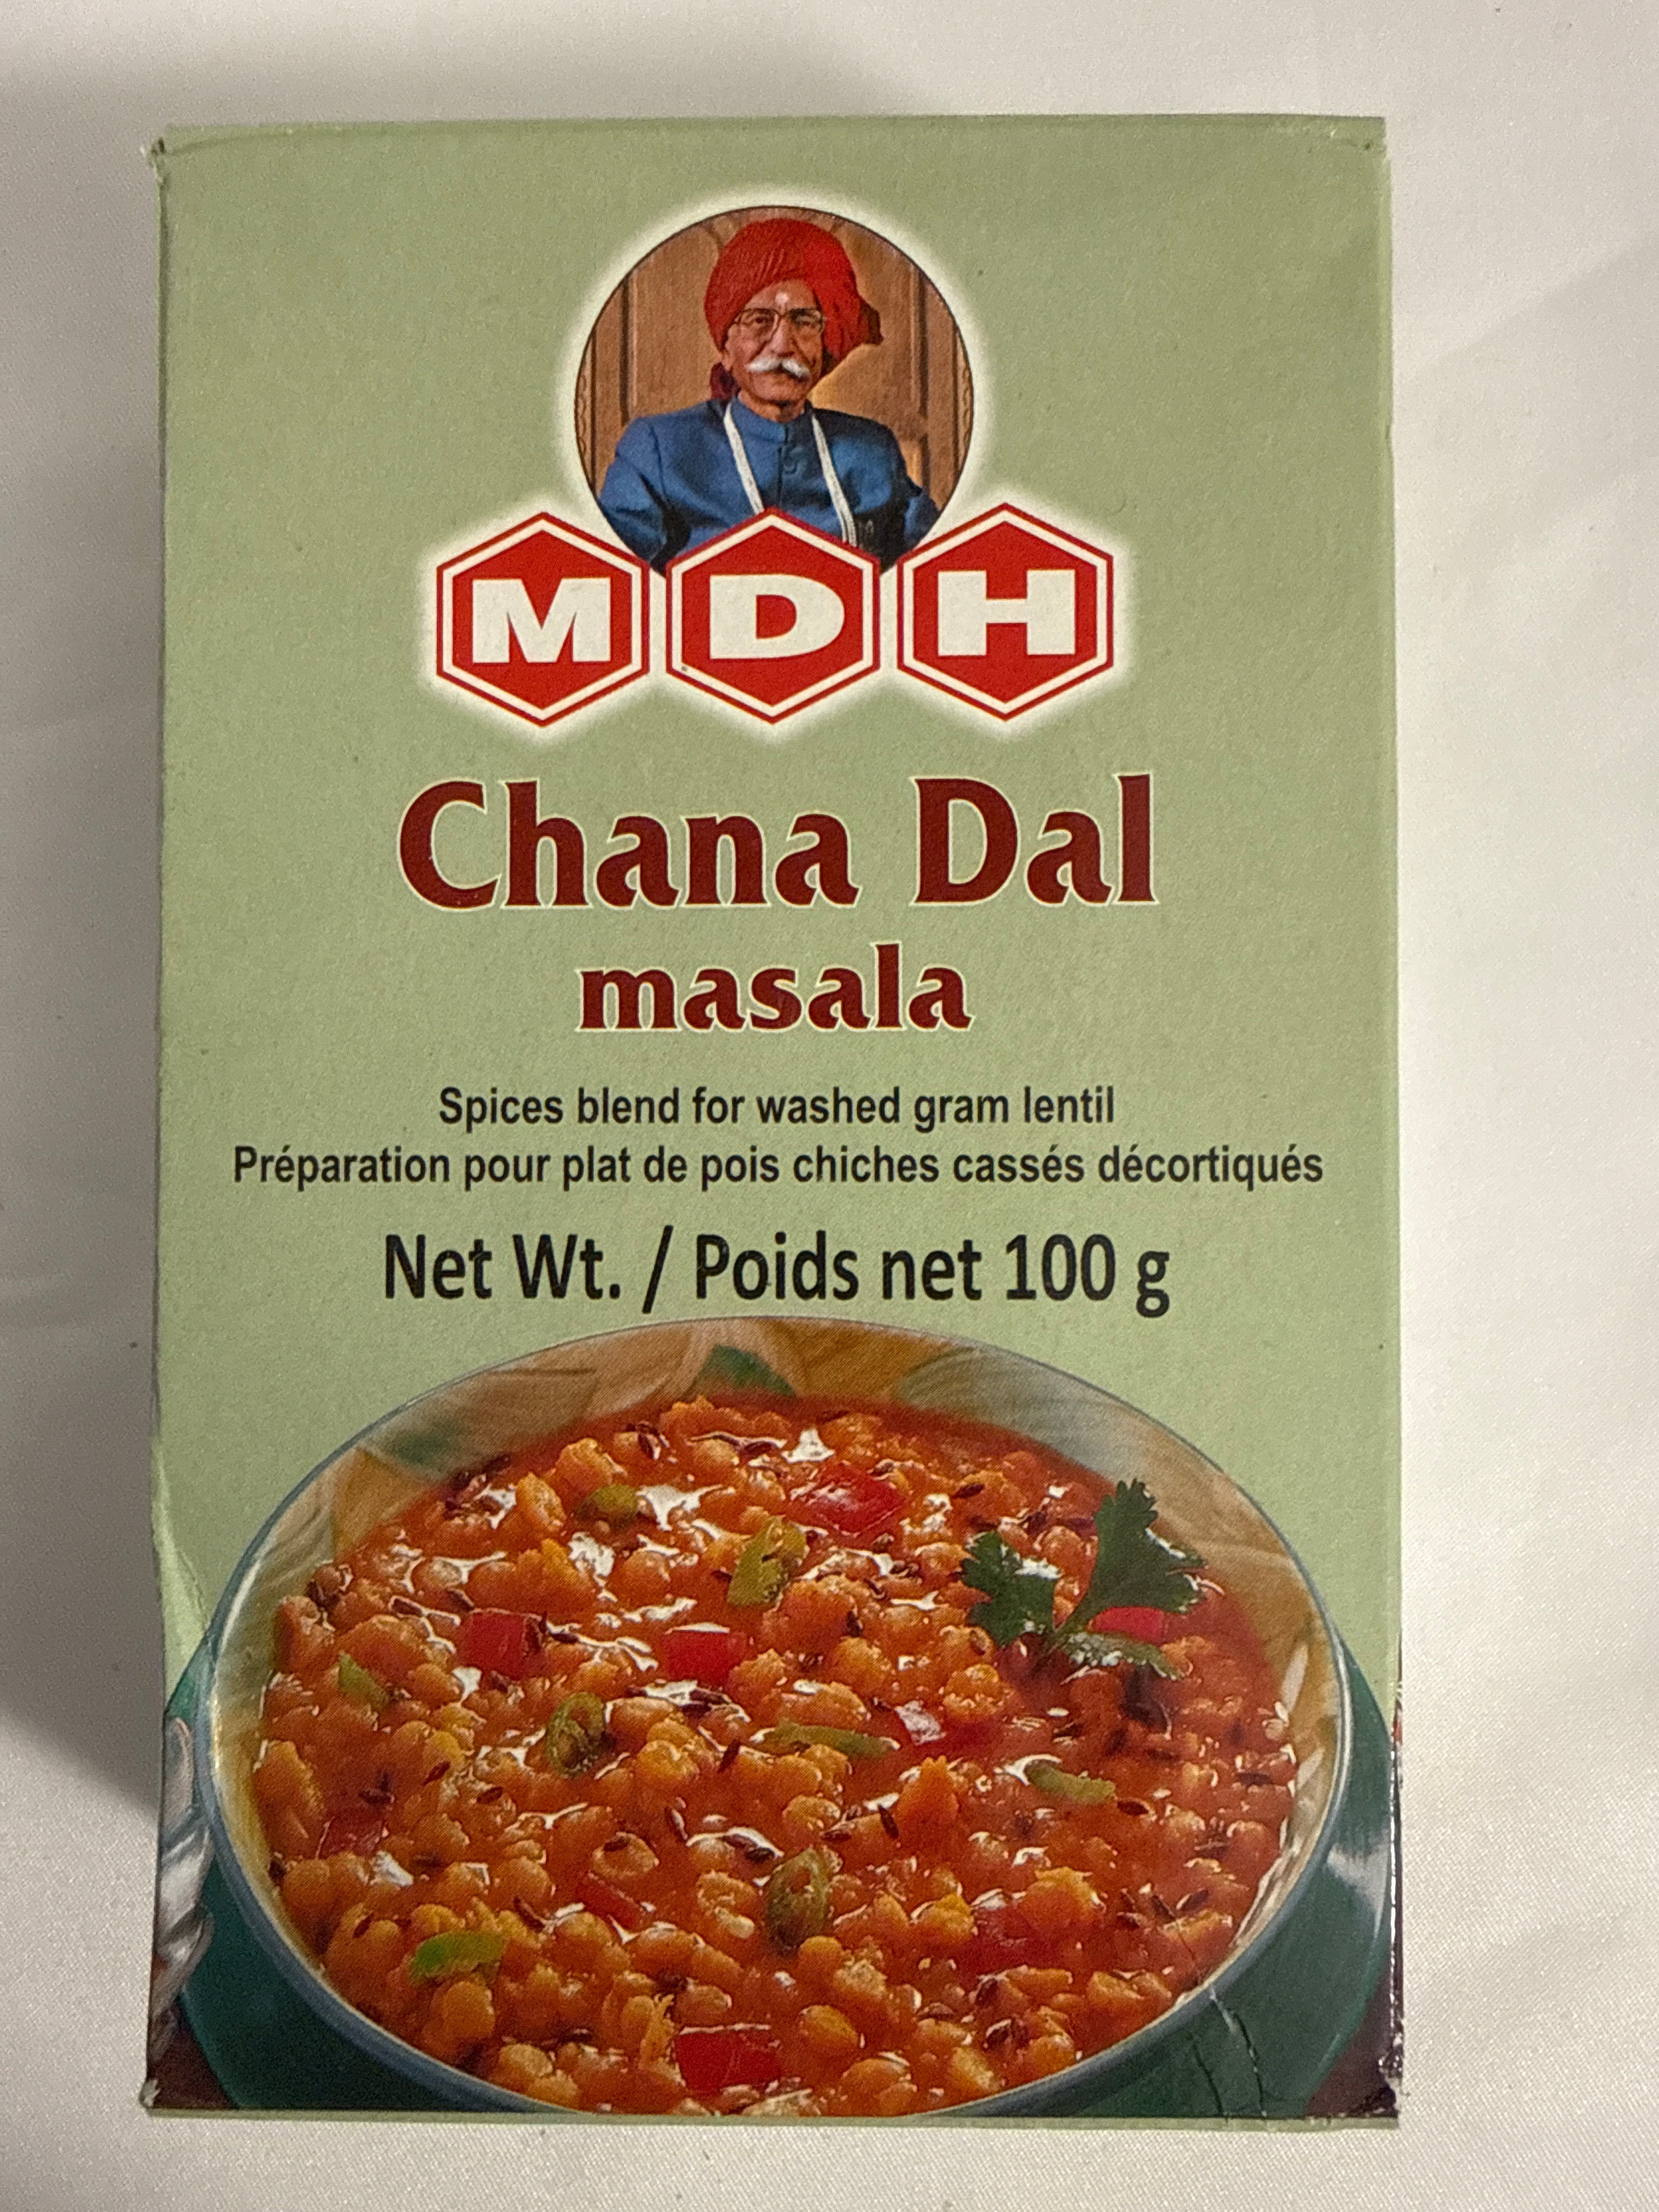 MDH
Chana Dal
masala
Spices blend for washed gram lentil
Préparation pour plat de pois chiches cassés décortiqués
Net Wt. / Poids net 100 g